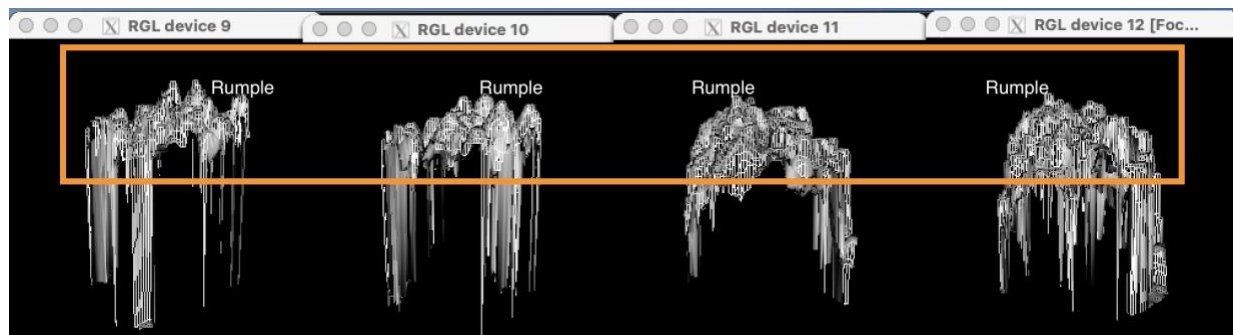 RGL device 9
RGL device 10
RGL device 11
RGL device 12 [Foc...
Rumple
Rumple
Rumple
Rumple